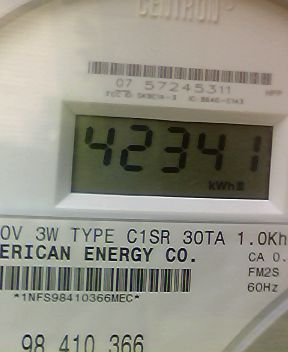 CENTRON®
07 57245311
HPP
42341
kWh
0V 3W TYPE C1SR 30TA 1.0Kh
ERICAN ENERGY CO.
CA 0.
FM2S
*1NFS98410366MEC*
60Hz
98 410 366